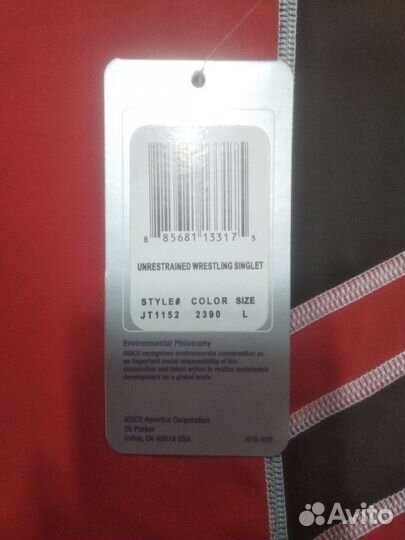 8 85681 13317 5
UNRESTRAINED WRESTLING SINGLET
STYLE# COLOR SIZE
JT1152 2390 L
Environmental Philosophy
ASICS recognizes environmental conservation as
an important social responsibility of the
corporation and takes action to realize sustainable
development on a global scale.
ASICS America Corporation
29 Parker
Irvine, CA 92618 USA
HTG-020
Avito